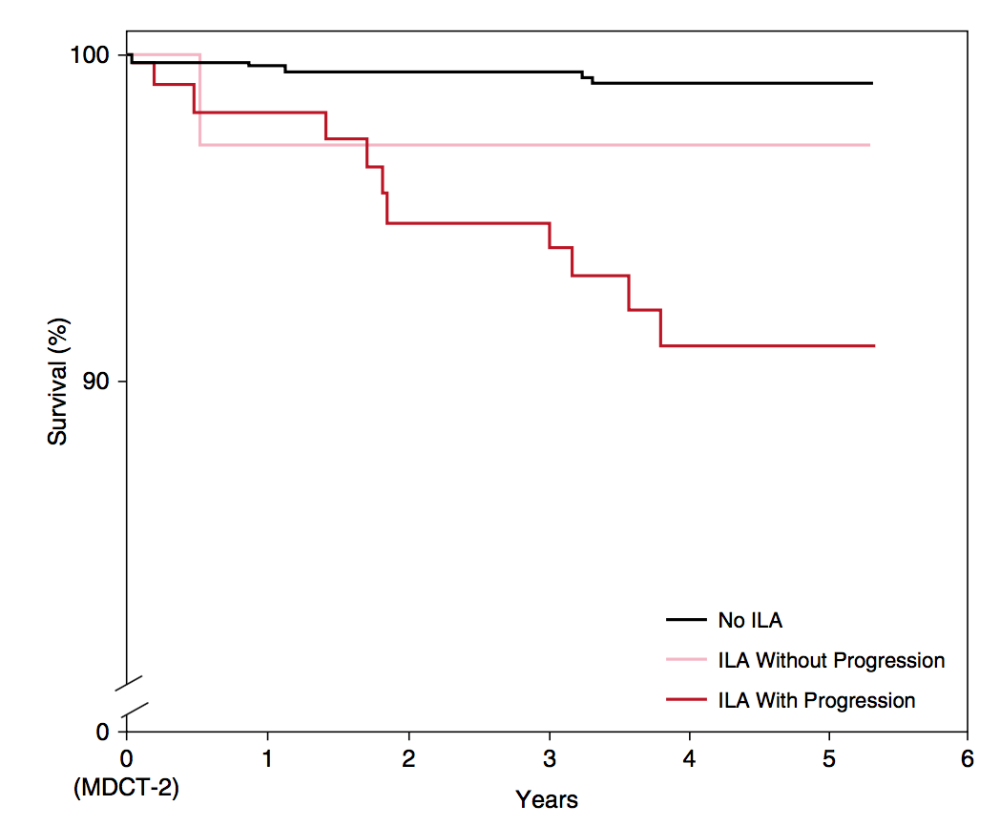 100
90
Survival (%)
No ILA
ILA Without Progression
ILA With Progression
0
0 1 2 3 4 5 6
(MDCT-2)
Years